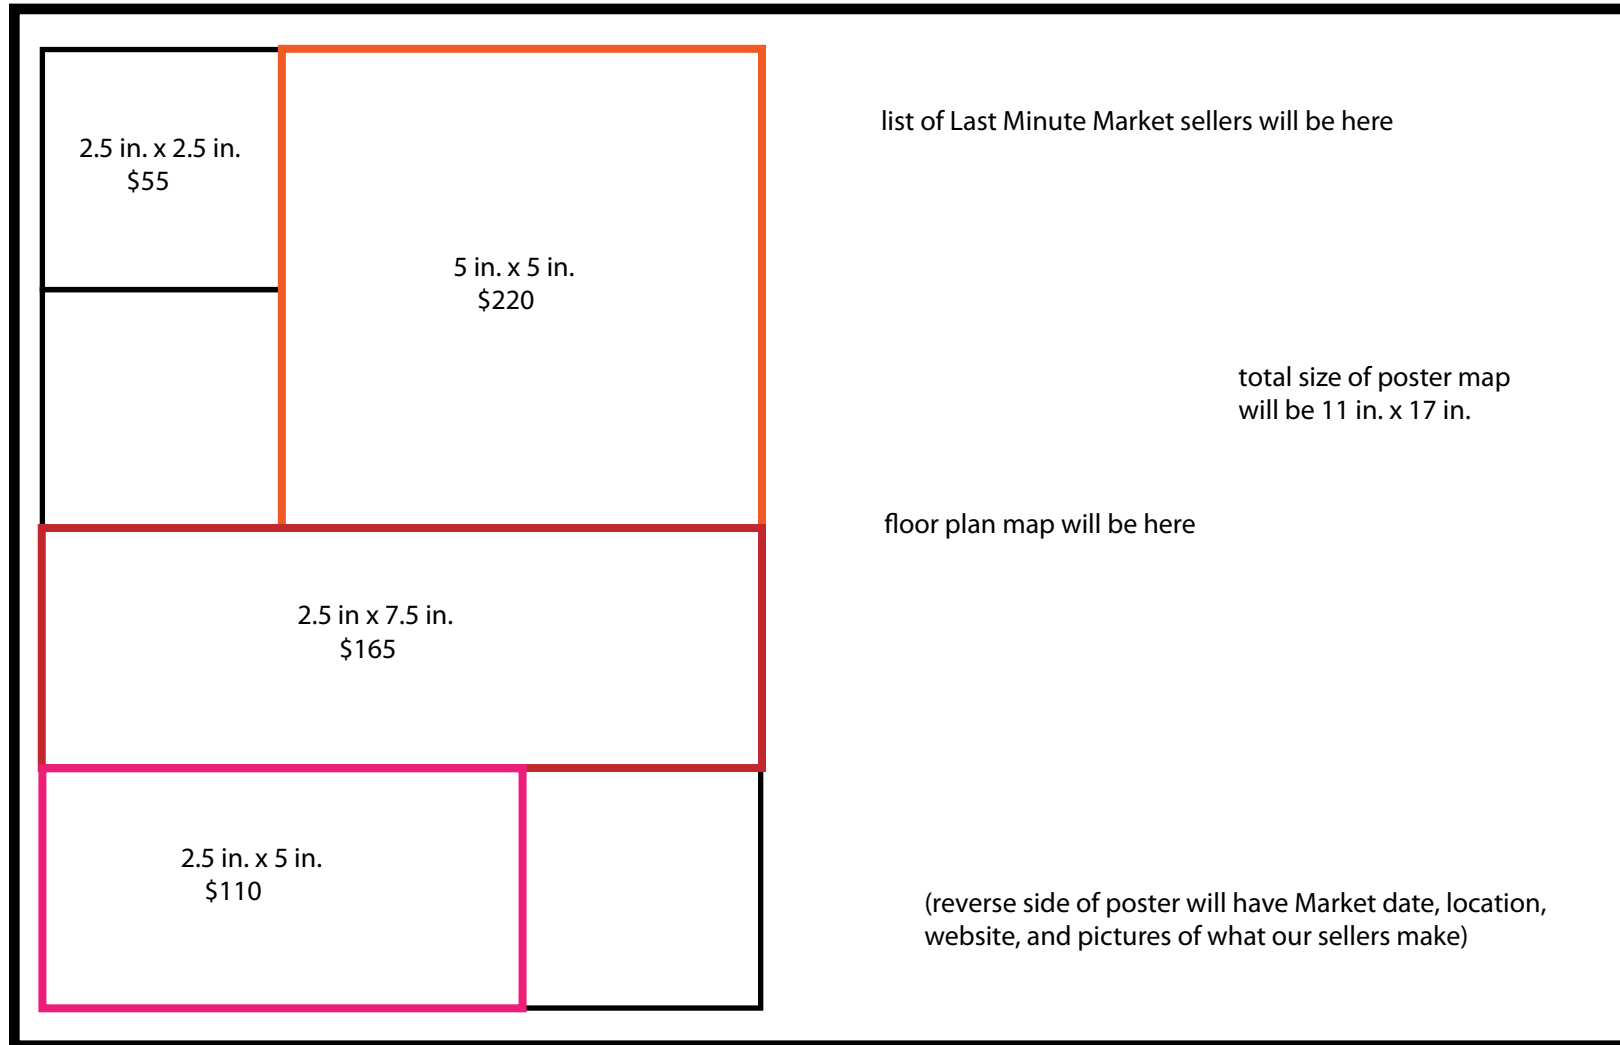 2.5 in. x 2.5 in.
$55
5 in. x 5 in.
$220
2.5 in x 7.5 in.
$165
2.5 in. x 5 in.
$110
list of Last Minute Market sellers will be here
total size of poster map
will be 11 in. x 17 in.
floor plan map will be here
(reverse side of poster will have Market date, location,
website, and pictures of what our sellers make)